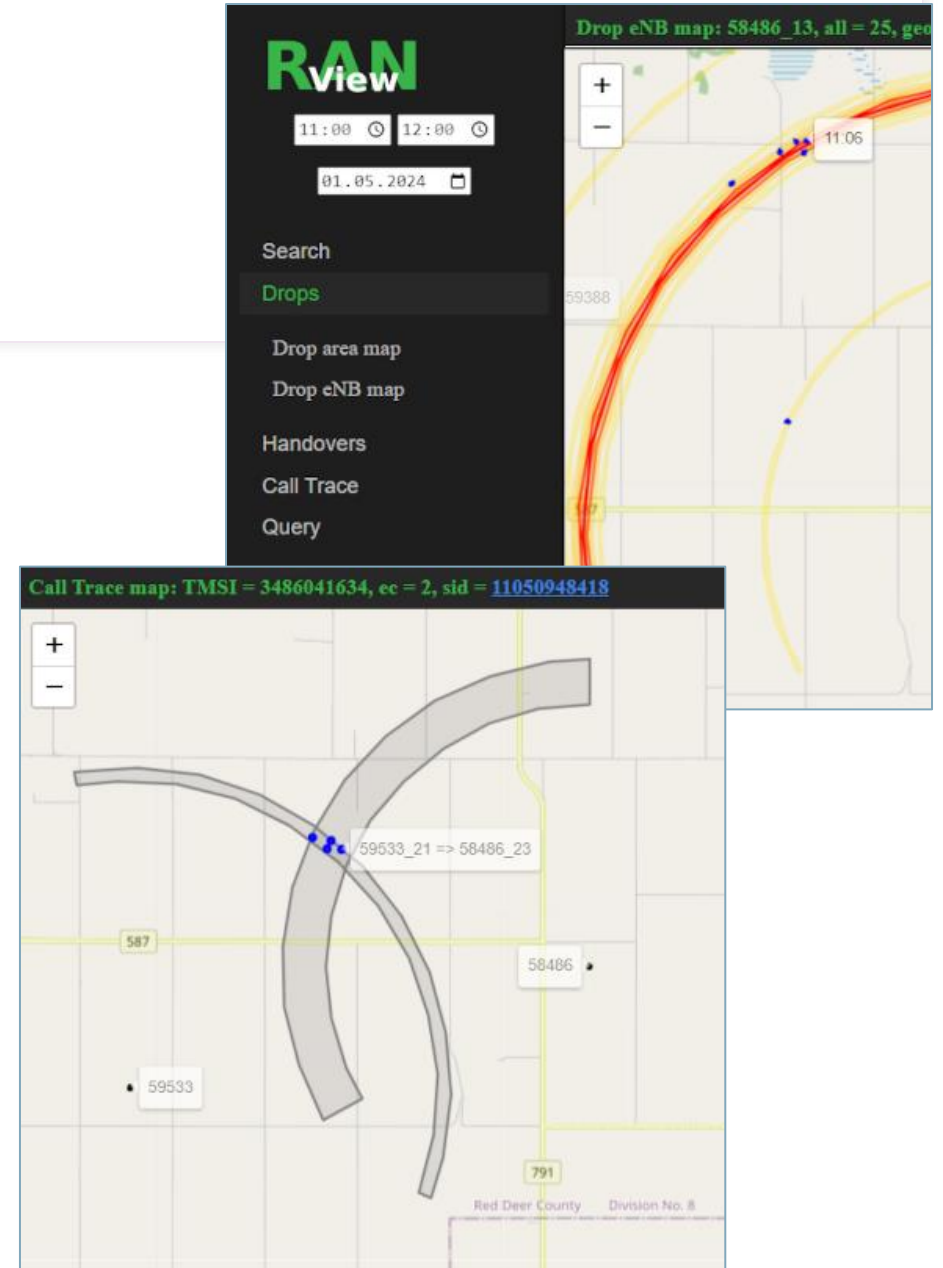 Drop eNB map: 58486_13, all = 25, geo
RAN
View
11:00 12:00
01.05.2024
Search
Drops
Drop area map
Drop eNB map
Handovers
Call Trace
Query
+
−
11:06
59388
Call Trace map: TMSI = 3486041634, ec = 2, sid = 11050948418
+
−
59533_21 => 58486_23
587
58486
59533
791
Red Deer County Division No. 8